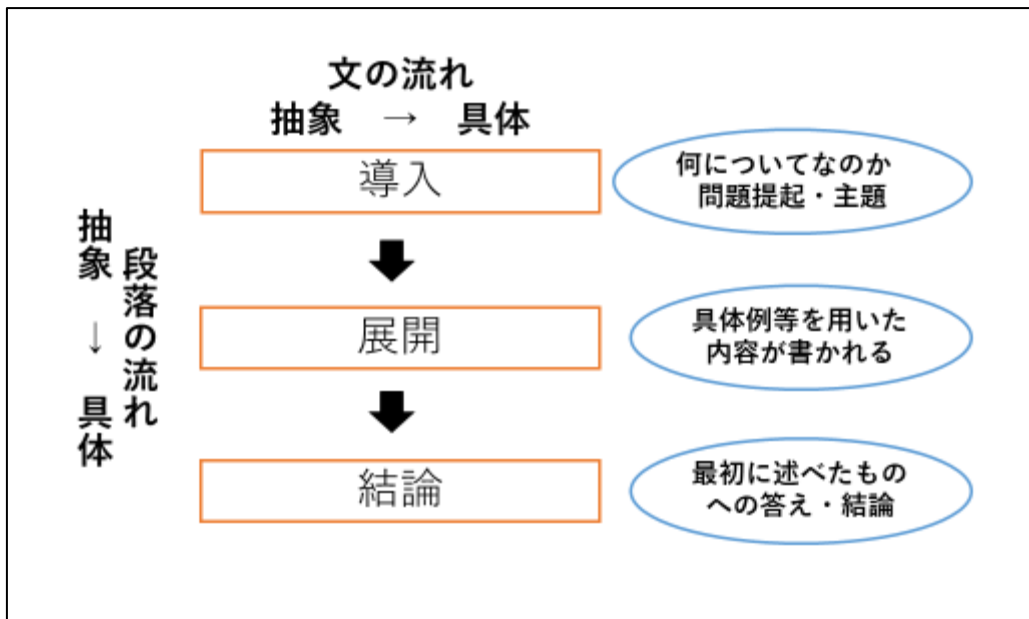 文の流れ
抽象 → 具体
導入
何についてなのか
問題提起・主題
段落の流れ
抽象 → 具体
展開
具体例等を用いた
内容が書かれる
結論
最初に述べたもの
への答え・結論